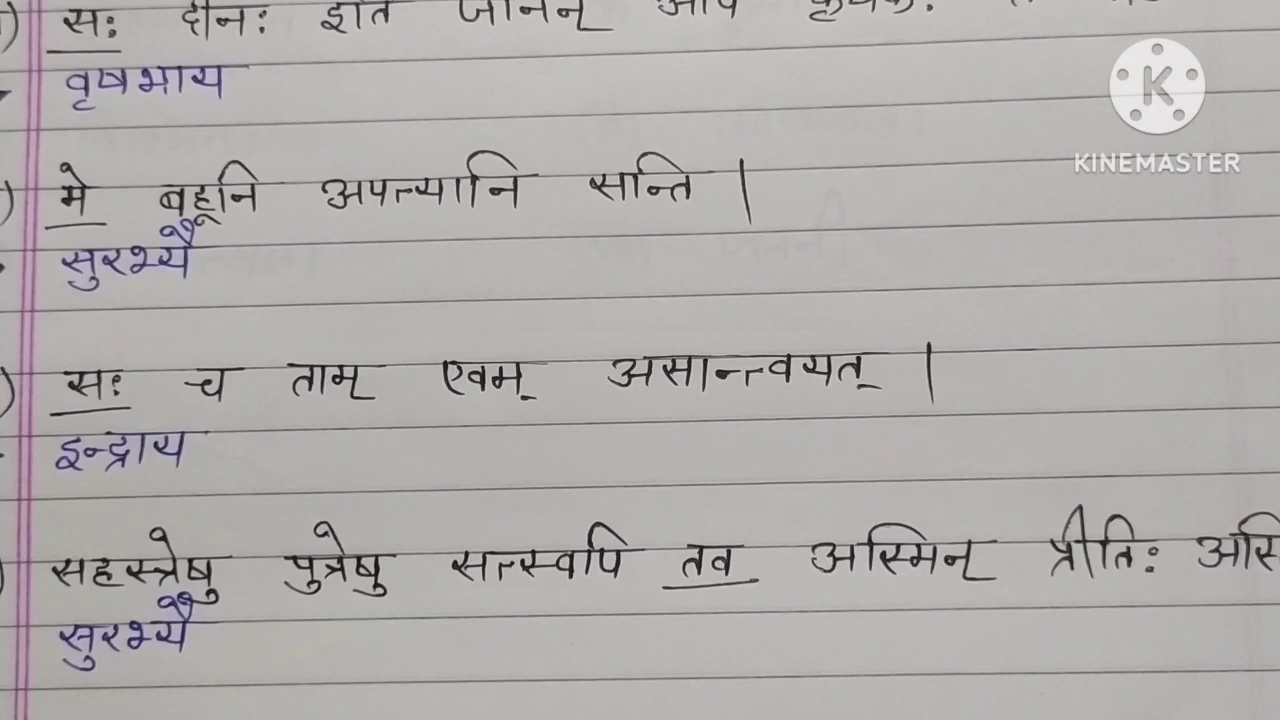 सः दीनः इति जानन् अपि
वृषभाय
KINEMASTER
मे बहूनि अपत्यानि सन्ति |
सुरभ्यै
सः च ताम् एवम् असान्त्वयत् |
इन्द्राय
सहस्त्रेषु पुत्रेषु सत्स्वपि तव अस्मिन् प्रीतिः
सुरभ्यै